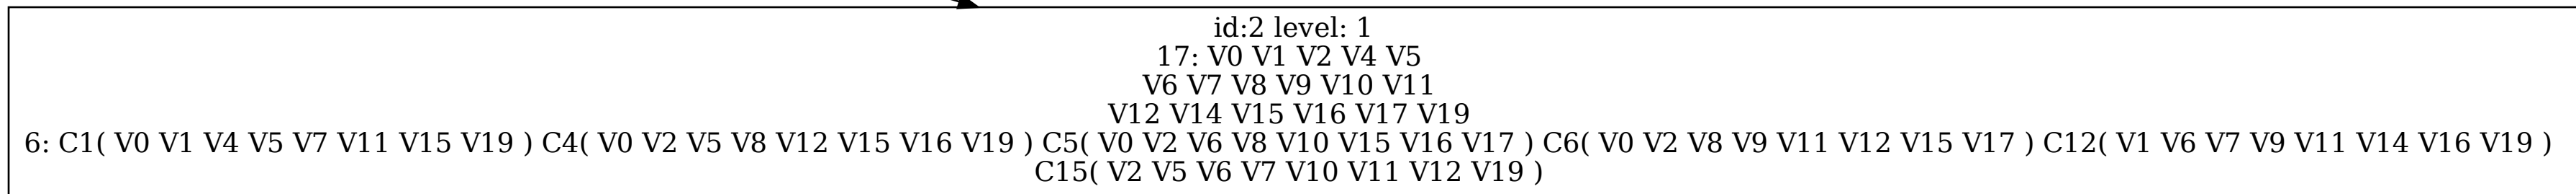 id:2 level: 1
17: V0 V1 V2 V4 V5
V6 V7 V8 V9 V10 V11
V12 V14 V15 V16 V17 V19
6: C1( V0 V1 V4 V5 V7 V11 V15 V19 ) C4( V0 V2 V5 V8 V12 V15 V16 V19 ) C5( V0 V2 V6 V8 V10 V15 V16 V17 ) C6( V0 V2 V8 V9 V11 V12 V15 V17 ) C12( V1 V6 V7 V9 V11 V14 V16 V19 )
C15( V2 V5 V6 V7 V10 V11 V12 V19 )